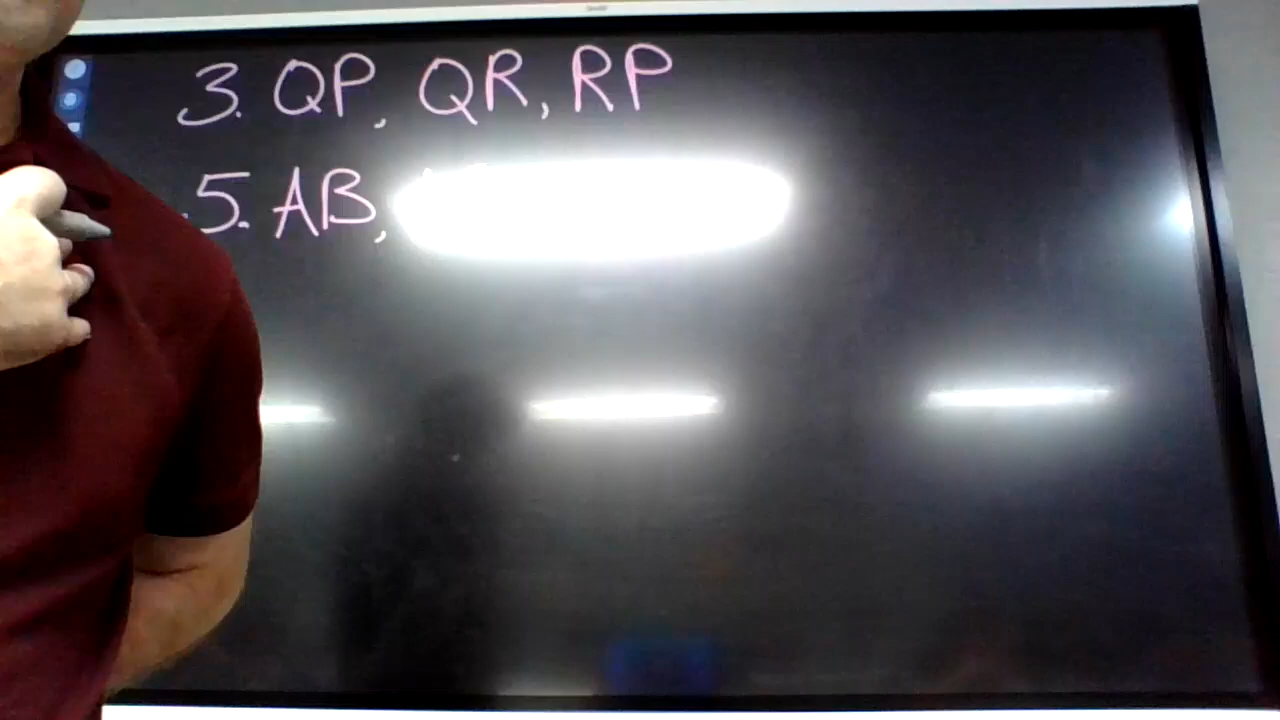 3. QP, QR, RP
5. AB,